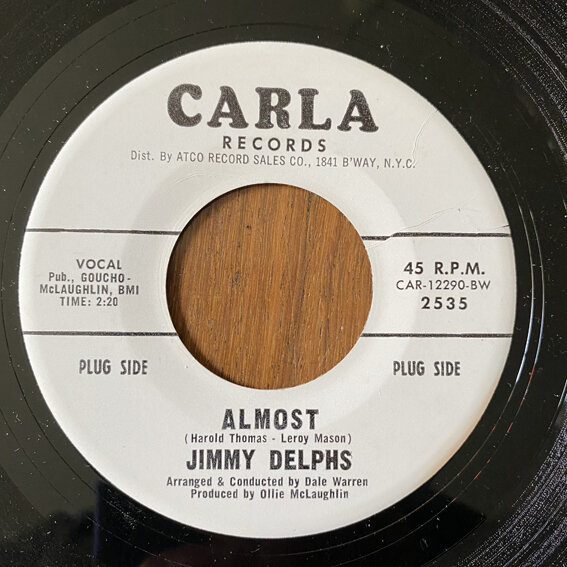 CARLA
RECORDS
Dist. By ATCO RECORD SALES CO., 1841 B'WAY, N.Y.C.
VOCAL
Pub., GOUCHO-
McLAUGHLIN, BMI
TIME: 2:20
45 R.P.M.
CAR-12290-BW
2535
PLUG SIDE
PLUG SIDE
ALMOST
(Harold Thomas - Leroy Mason)
JIMMY DELPHS
Arranged & Conducted by Dale Warren
Produced by Ollie McLaughlin